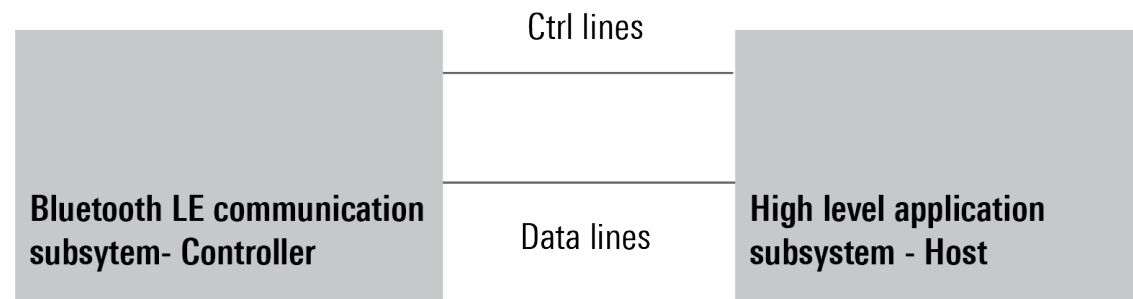 Ctrl lines
Bluetooth LE communication
subsytem- Controller
High level application
subsystem - Host
Data lines